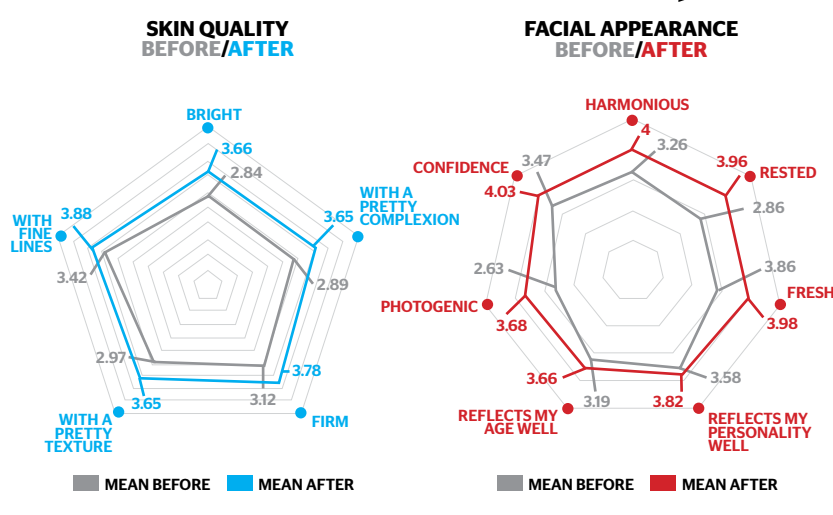 SKIN QUALITY
BEFORE/AFTER
BRIGHT
3.66
2.84
WITH A
PRETTY
COMPLEXION
3.65
2.89
3.78
3.12
FIRM
2.97
3.65
WITH A
PRETTY
TEXTURE
WITH
FINE
LINES
3.88
3.42
MEAN BEFORE
MEAN AFTER
FACIAL APPEARANCE
BEFORE/AFTER
HARMONIOUS
4
3.26
3.96
RESTED
2.86
3.86
FRESH
3.98
3.58
3.82
REFLECTS MY
PERSONALITY
WELL
3.66
3.19
REFLECTS MY
AGE WELL
2.63
PHOTOGENIC
3.68
CONFIDENCE
3.47
4.03
MEAN BEFORE
MEAN AFTER